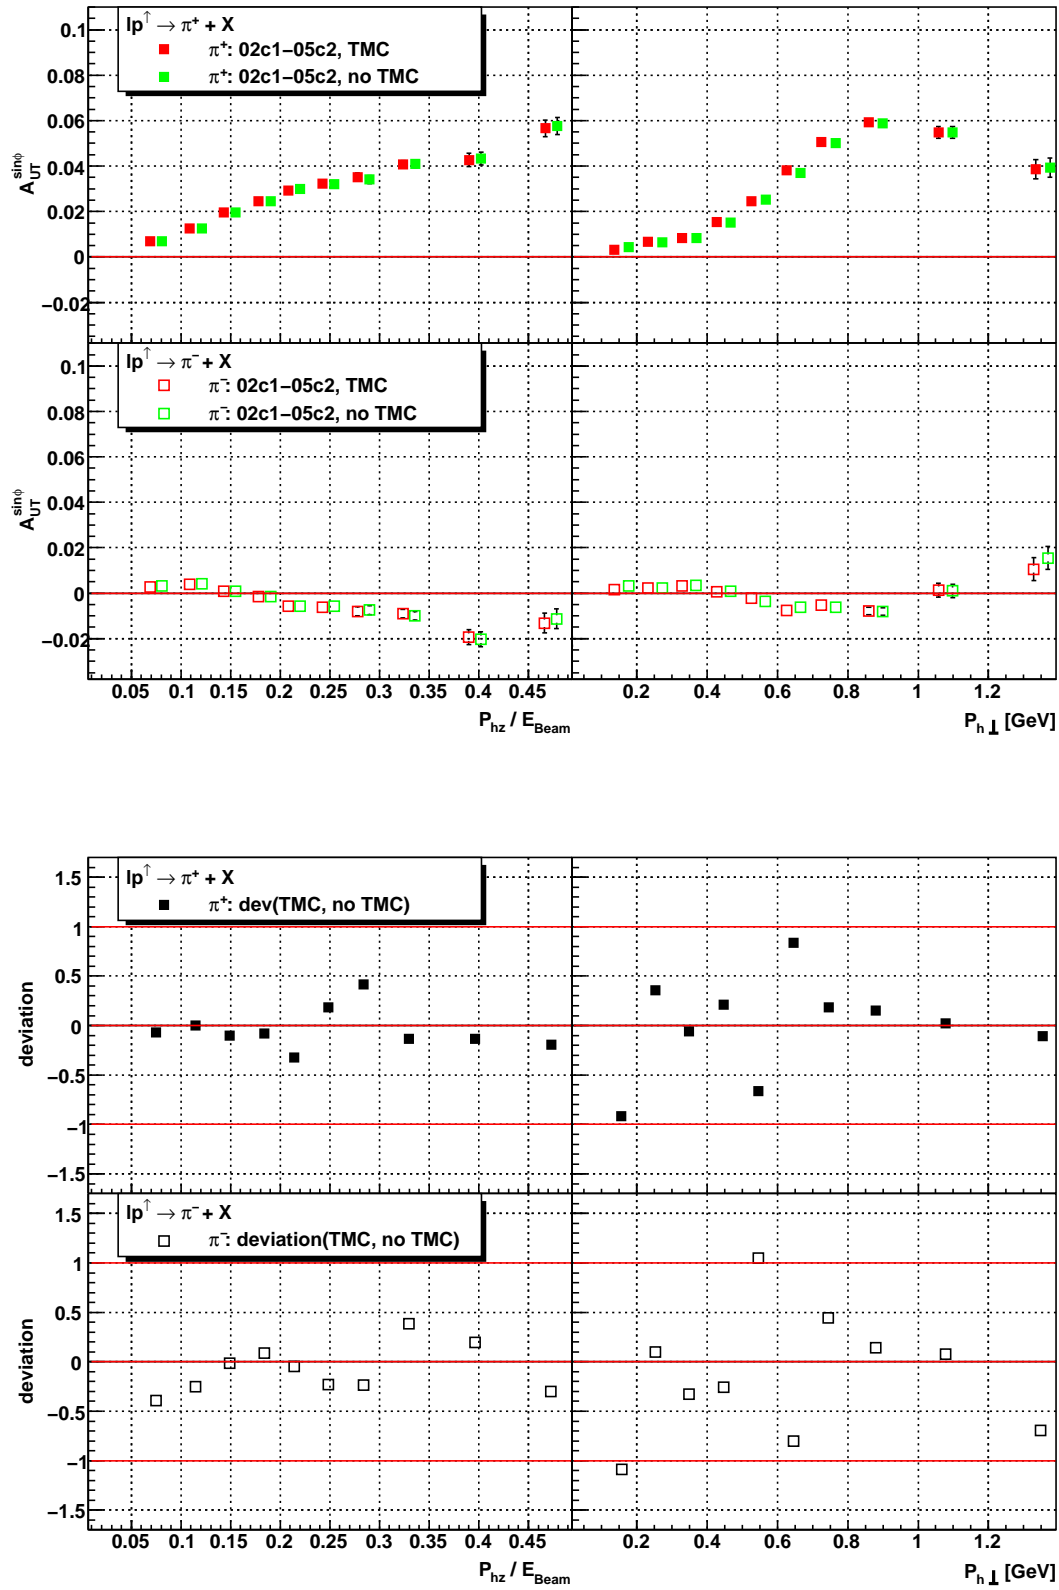 lp↑ → π+ + X
π+: 02c1−05c2, TMC
π+: 02c1−05c2, no TMC
0.1
0.08
0.06
0.04
0.02
0
−0.02
A_UT^sinφ
lp↑ → π− + X
π−: 02c1−05c2, TMC
π−: 02c1−05c2, no TMC
0.1
0.08
0.06
0.04
0.02
0
−0.02
A_UT^sinφ
0.05 0.1 0.15 0.2 0.25 0.3 0.35 0.4 0.45
0.2 0.4 0.6 0.8 1 1.2
P_hz / E_Beam
P_h⊥ [GeV]
lp↑ → π+ + X
π+: dev(TMC, no TMC)
1.5
1
0.5
0
−0.5
−1
−1.5
deviation
lp↑ → π− + X
π−: deviation(TMC, no TMC)
1.5
1
0.5
0
−0.5
−1
−1.5
deviation
0.05 0.1 0.15 0.2 0.25 0.3 0.35 0.4 0.45
0.2 0.4 0.6 0.8 1 1.2
P_hz / E_Beam
P_h⊥ [GeV]